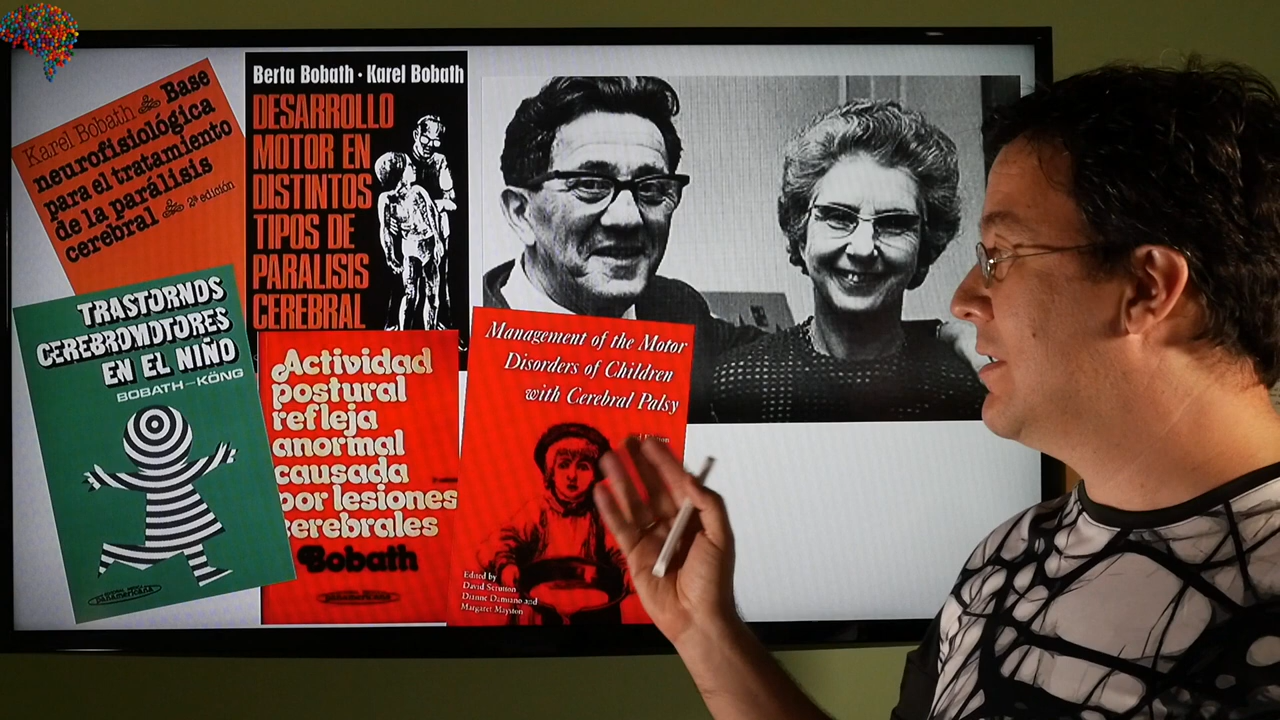 Karel Bobath Base
neurofisiológica
para el tratamiento
de la parálisis
cerebral 2ª edición
Berta Bobath · Karel Bobath
DESARROLLO
MOTOR EN
DISTINTOS
TIPOS DE
PARALISIS
CEREBRAL
TRASTORNOS
CEREBROMOTORES
EN EL NIÑO
BOBATH-KÖNG
panamericana
Actividad
postural
refleja
anormal
causada
por lesiones
cerebrales
Bobath
panamericana
Management of the Motor
Disorders of Children
with Cerebral Palsy
Edited by
David Scrutton
Dianne Damiano and
Margaret Mayston